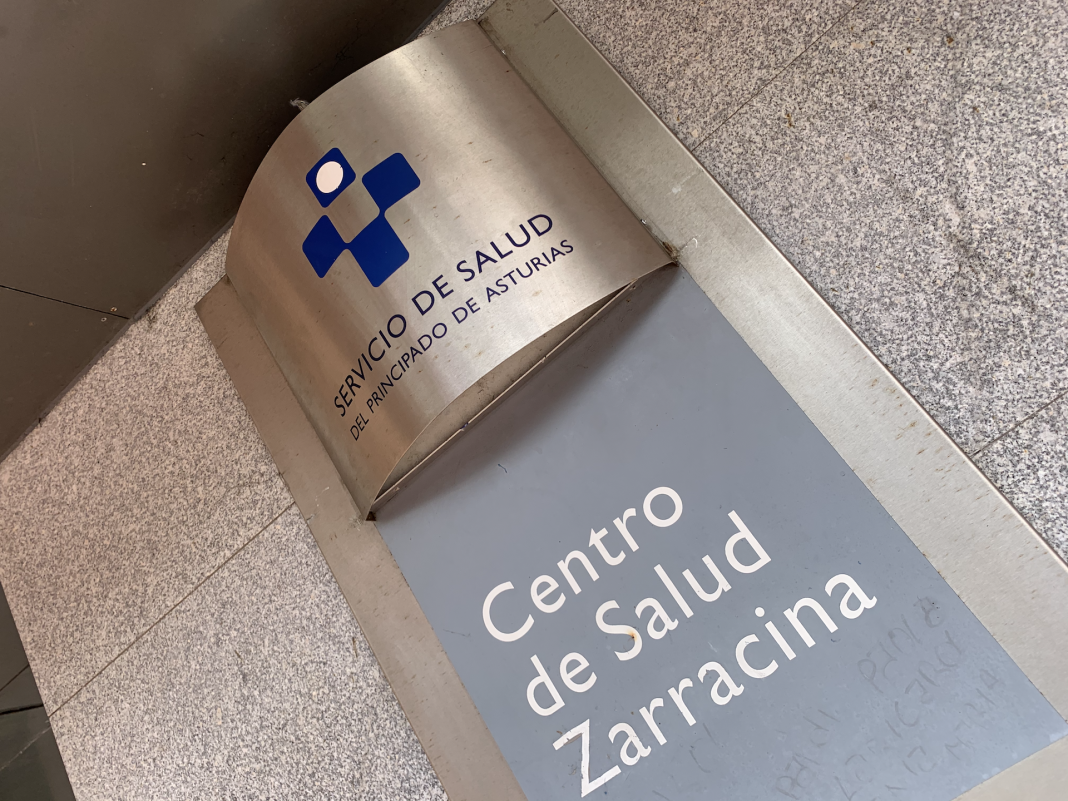 SERVICIO DE SALUD
DEL PRINCIPADO DE ASTURIAS
Centro
de Salud
Zarracina